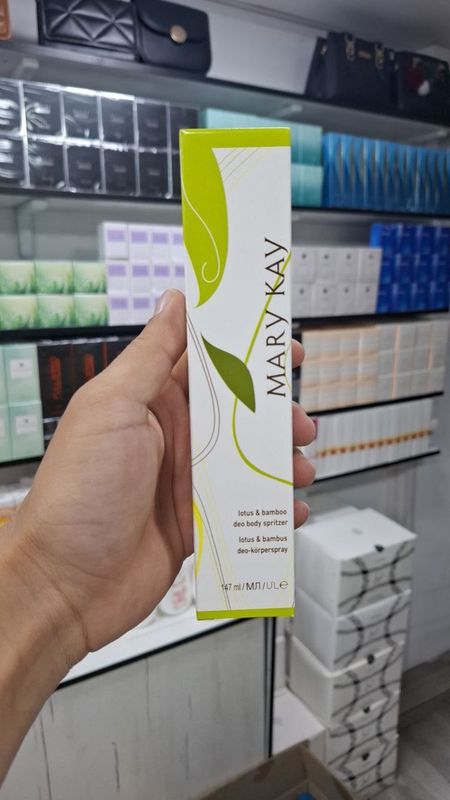 MARY KAY
lotus & bamboo
deo body spritzer
lotus & bambus
deo-körperspray
147 ml / МЛ / UL e